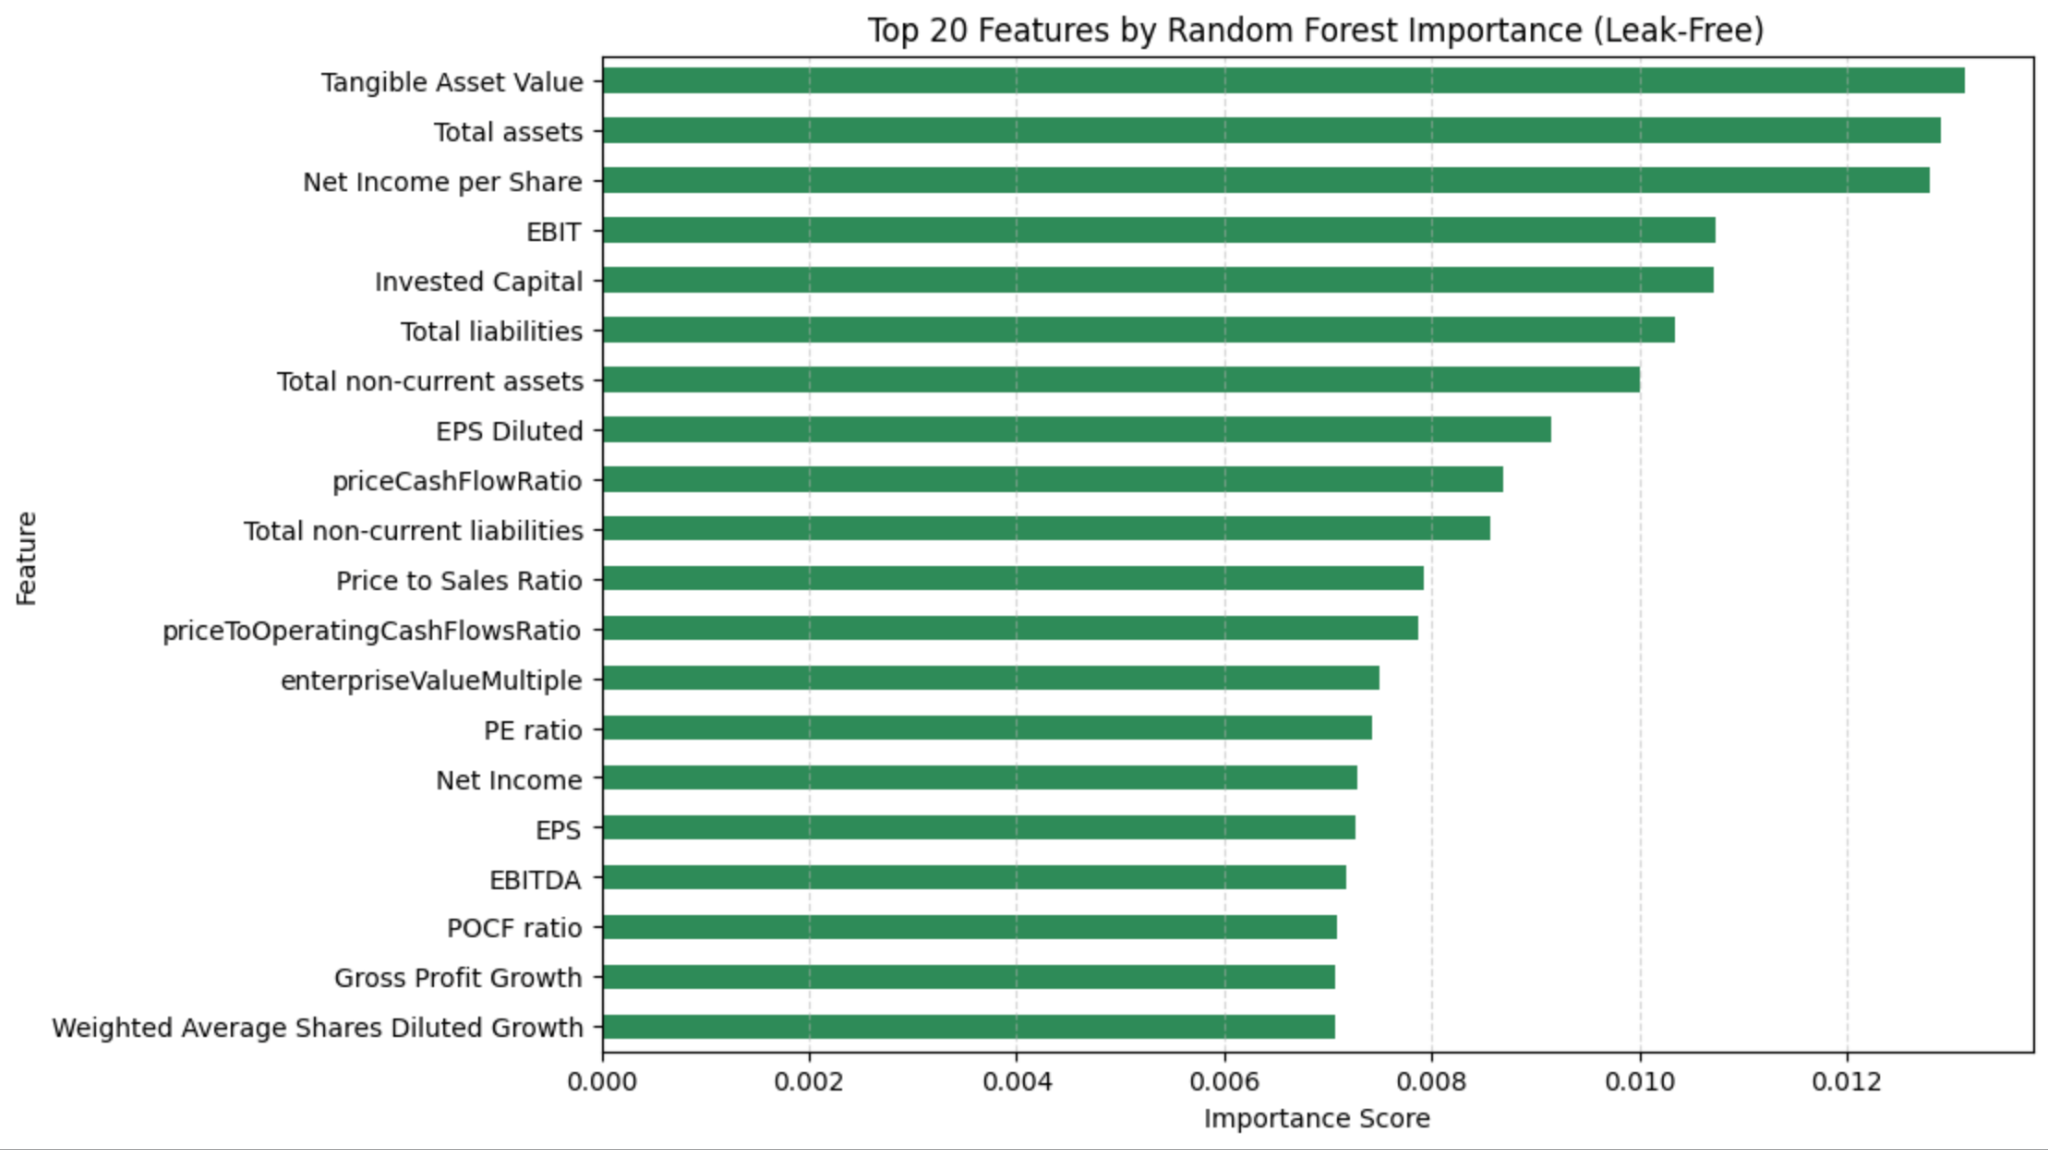 Top 20 Features by Random Forest Importance (Leak-Free)
Feature
Tangible Asset Value
Total assets
Net Income per Share
EBIT
Invested Capital
Total liabilities
Total non-current assets
EPS Diluted
priceCashFlowRatio
Total non-current liabilities
Price to Sales Ratio
priceToOperatingCashFlowsRatio
enterpriseValueMultiple
PE ratio
Net Income
EPS
EBITDA
POCF ratio
Gross Profit Growth
Weighted Average Shares Diluted Growth
0.000 0.002 0.004 0.006 0.008 0.010 0.012
Importance Score